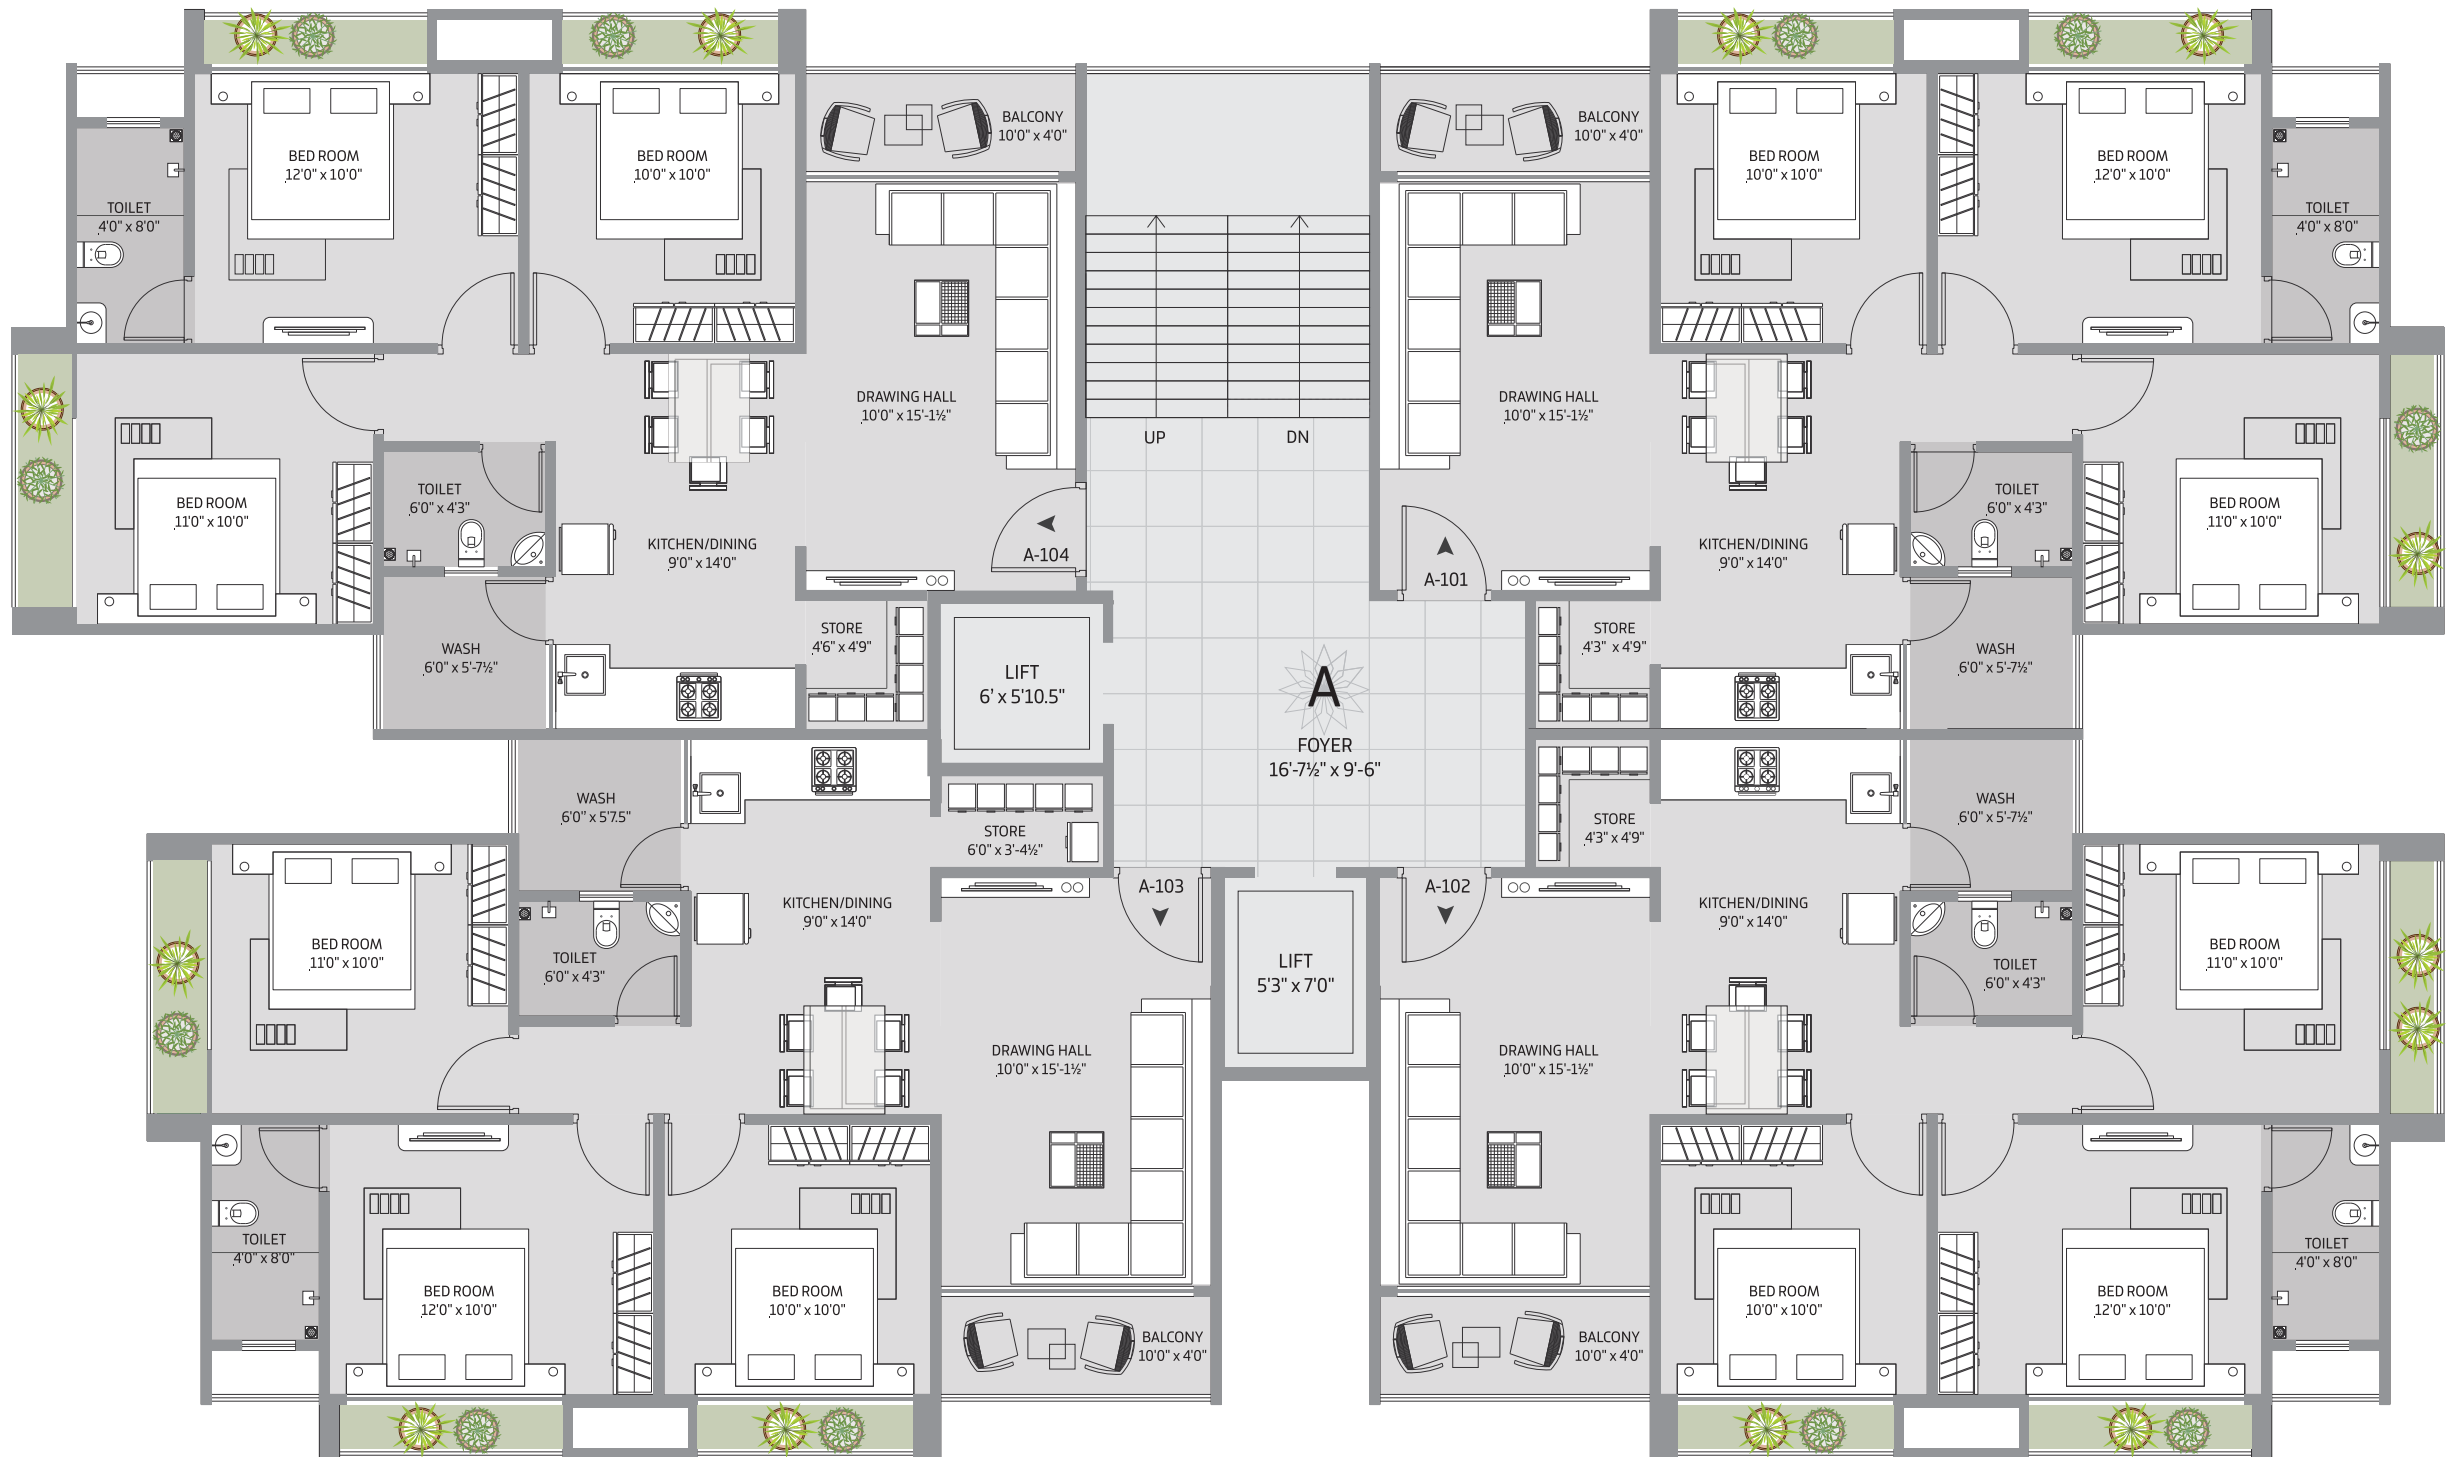 BALCONY
10'0" x 4'0"
BALCONY
10'0" x 4'0"
BED ROOM
12'0" x 10'0"
BED ROOM
10'0" x 10'0"
BED ROOM
10'0" x 10'0"
BED ROOM
12'0" x 10'0"
TOILET
4'0" x 8'0"
TOILET
4'0" x 8'0"
DRAWING HALL
10'0" x 15'-1½"
DRAWING HALL
10'0" x 15'-1½"
UP
DN
BED ROOM
11'0" x 10'0"
TOILET
6'0" x 4'3"
KITCHEN/DINING
9'0" x 14'0"
A-104
A-101
KITCHEN/DINING
9'0" x 14'0"
TOILET
6'0" x 4'3"
BED ROOM
11'0" x 10'0"
WASH
6'0" x 5'-7½"
STORE
4'6" x 4'9"
LIFT
6' x 5'10.5"
A
FOYER
16'-7½" x 9'-6"
STORE
4'3" x 4'9"
WASH
6'0" x 5'-7½"
WASH
6'0" x 5'7.5"
STORE
6'0" x 3'-4½"
STORE
4'3" x 4'9"
WASH
6'0" x 5'-7½"
A-103
A-102
BED ROOM
11'0" x 10'0"
TOILET
6'0" x 4'3"
KITCHEN/DINING
9'0" x 14'0"
LIFT
5'3" x 7'0"
KITCHEN/DINING
9'0" x 14'0"
TOILET
6'0" x 4'3"
BED ROOM
11'0" x 10'0"
DRAWING HALL
10'0" x 15'-1½"
DRAWING HALL
10'0" x 15'-1½"
TOILET
4'0" x 8'0"
TOILET
4'0" x 8'0"
BED ROOM
12'0" x 10'0"
BED ROOM
10'0" x 10'0"
BED ROOM
10'0" x 10'0"
BED ROOM
12'0" x 10'0"
BALCONY
10'0" x 4'0"
BALCONY
10'0" x 4'0"